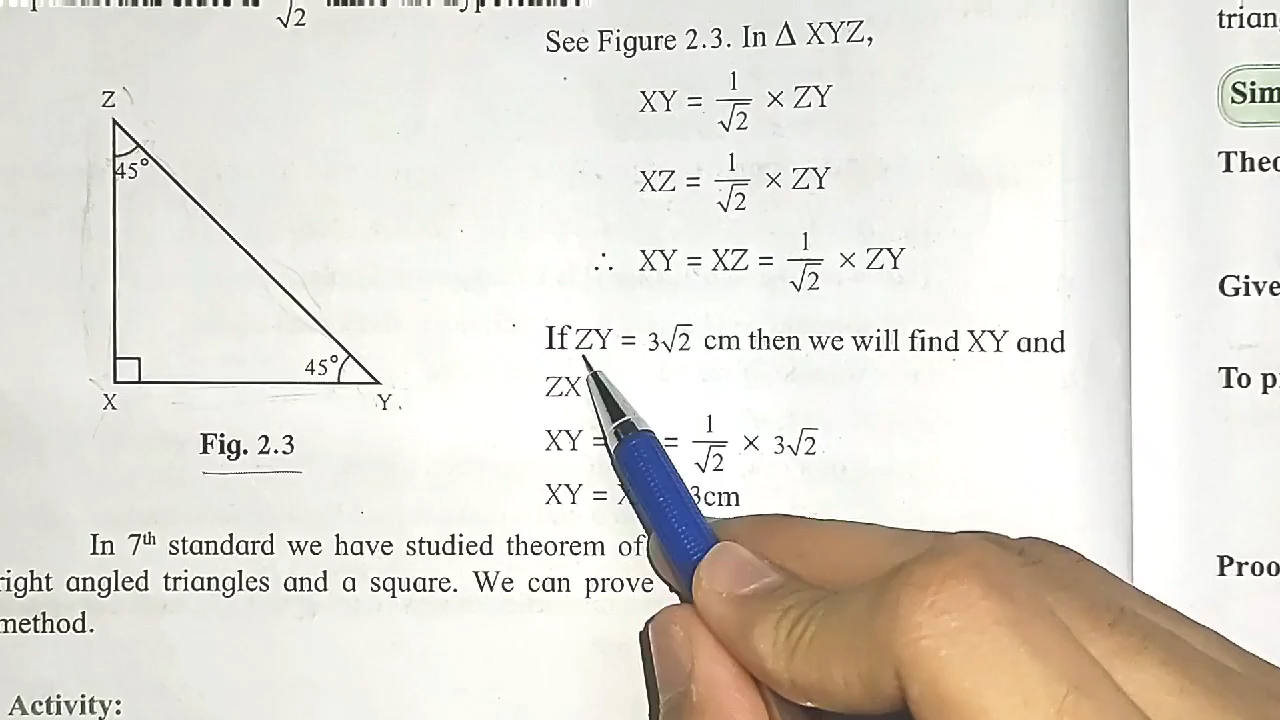 √2
See Figure 2.3. In Δ XYZ,
XY = 1/√2 × ZY
XZ = 1/√2 × ZY
∴ XY = XZ = 1/√2 × ZY
If ZY = 3√2 cm then we will find XY and
ZX
XY = = 1/√2 × 3√2
XY = 3cm
Z
45°
45°
X
Y
Fig. 2.3
In 7th standard we have studied theorem of
right angled triangles and a square. We can prove
method.
Activity:
trian
Sim
Theo
Give
To p
Proo